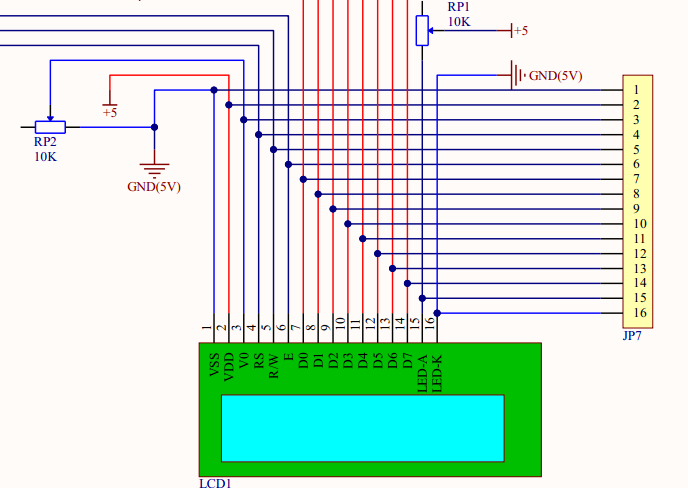 RP1
10K
+5
GND(5V)
+5
RP2
10K
GND(5V)
1
2
3
4
5
6
7
8
9
10
11
12
13
14
15
16
JP7
1 2 3 4 5 6 7 8 9 10 11 12 13 14 15 16
VSS VDD V0 RS R/W E D0 D1 D2 D3 D4 D5 D6 D7 LED-A LED-K
LCD1